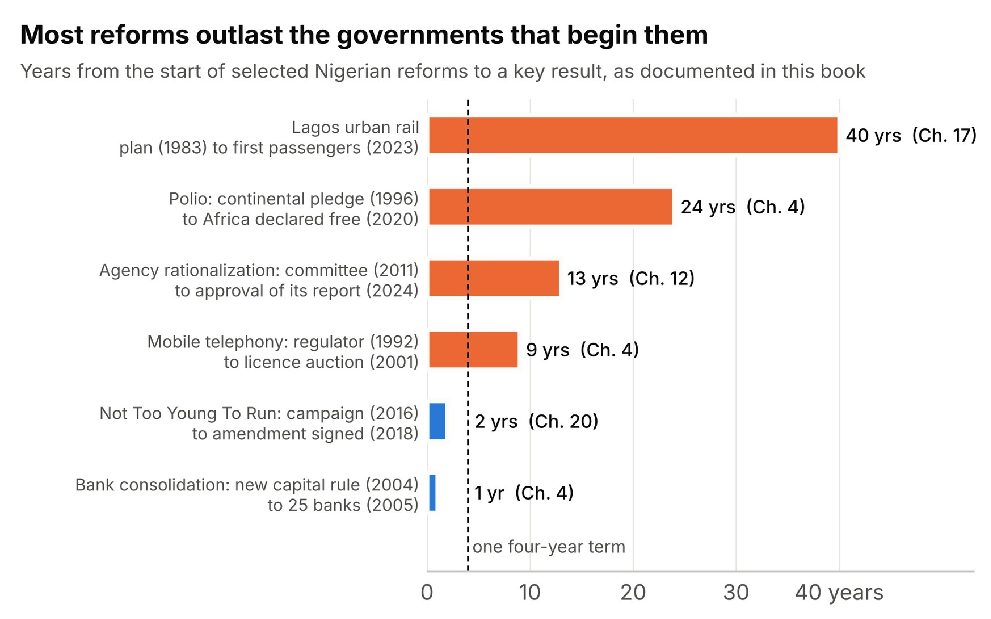 Most reforms outlast the governments that begin them
Years from the start of selected Nigerian reforms to a key result, as documented in this book
Lagos urban rail
plan (1983) to first passengers (2023)
40 yrs (Ch. 17)
Polio: continental pledge (1996)
to Africa declared free (2020)
24 yrs (Ch. 4)
Agency rationalization: committee (2011)
to approval of its report (2024)
13 yrs (Ch. 12)
Mobile telephony: regulator (1992)
to licence auction (2001)
9 yrs (Ch. 4)
Not Too Young To Run: campaign (2016)
to amendment signed (2018)
2 yrs (Ch. 20)
Bank consolidation: new capital rule (2004)
to 25 banks (2005)
1 yr (Ch. 4)
one four-year term
0 10 20 30 40 years